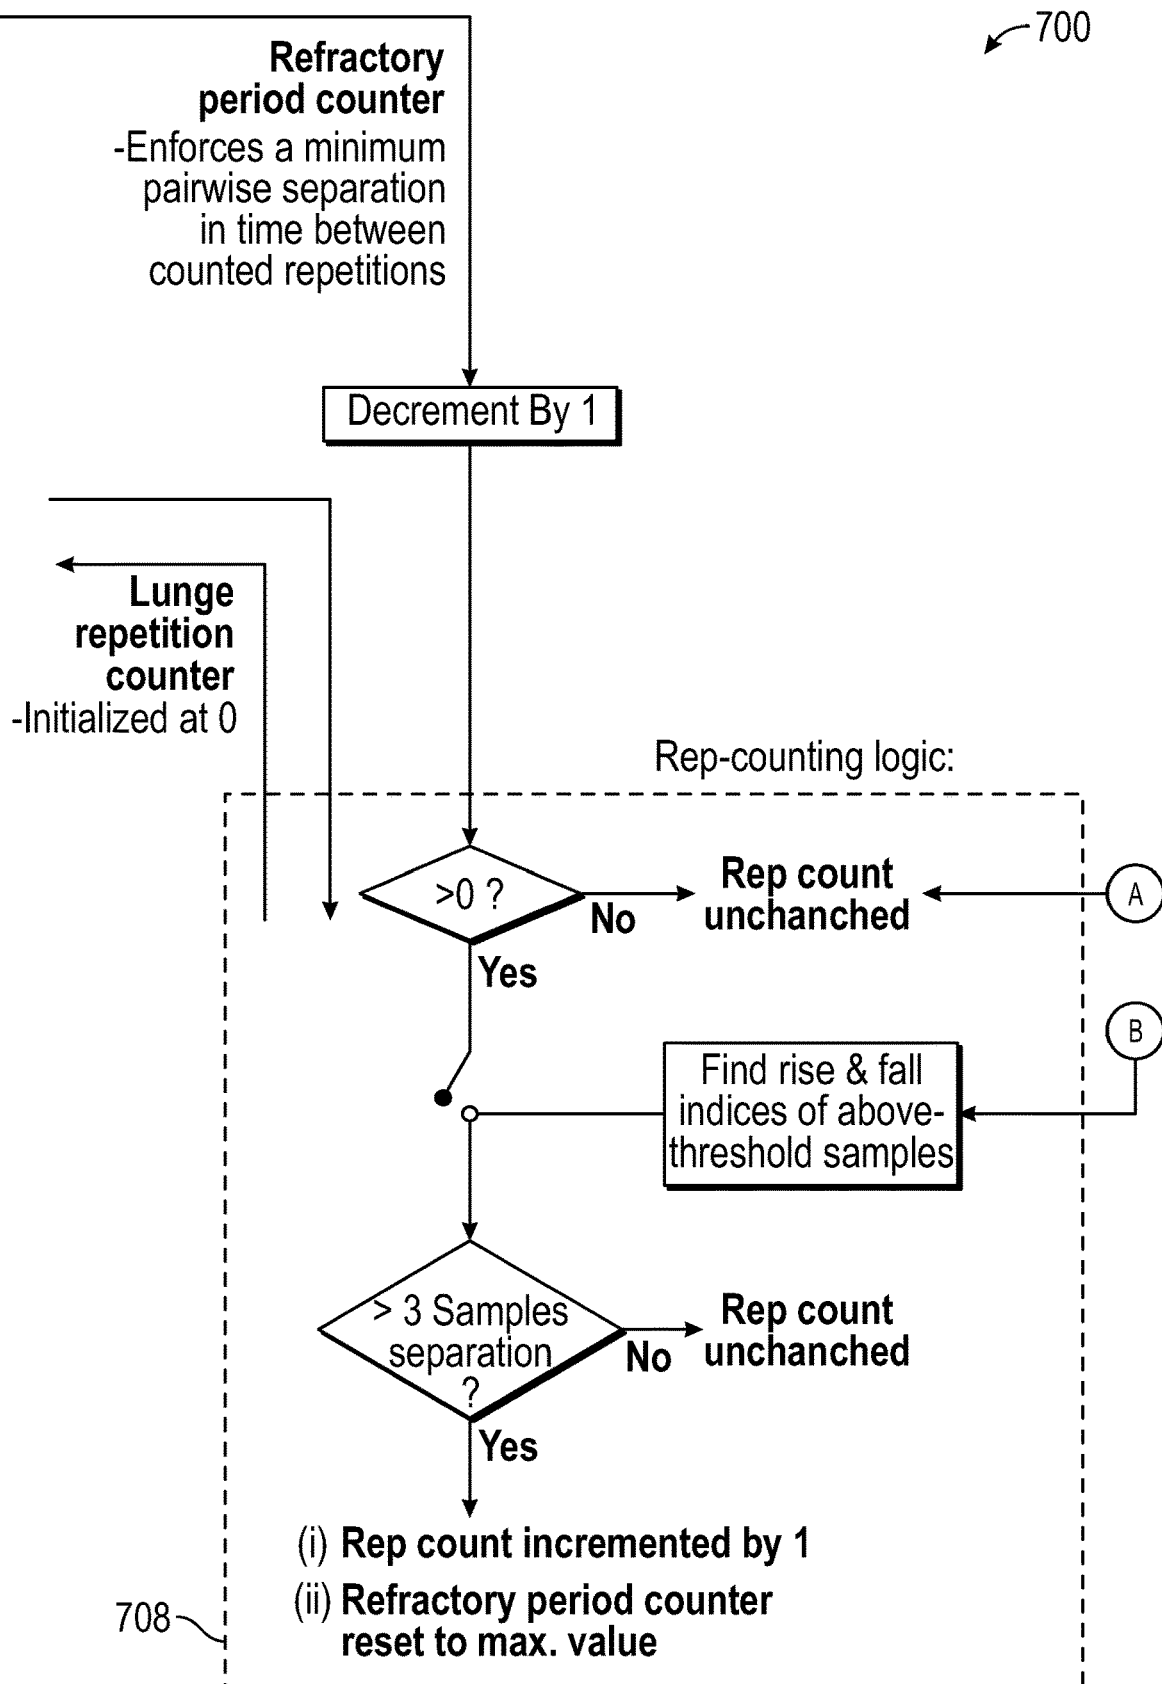 700
Refractory
period counter
-Enforces a minimum
pairwise separation
in time between
counted repetitions
Decrement By 1
Lunge
repetition
counter
-Initialized at 0
Rep-counting logic:
>0 ?
No
Rep count
unchanched
A
Yes
B
Find rise & fall
indices of above-
threshold samples
> 3 Samples
separation
?
No
Rep count
unchanched
Yes
(i) Rep count incremented by 1
(ii) Refractory period counter
reset to max. value
708